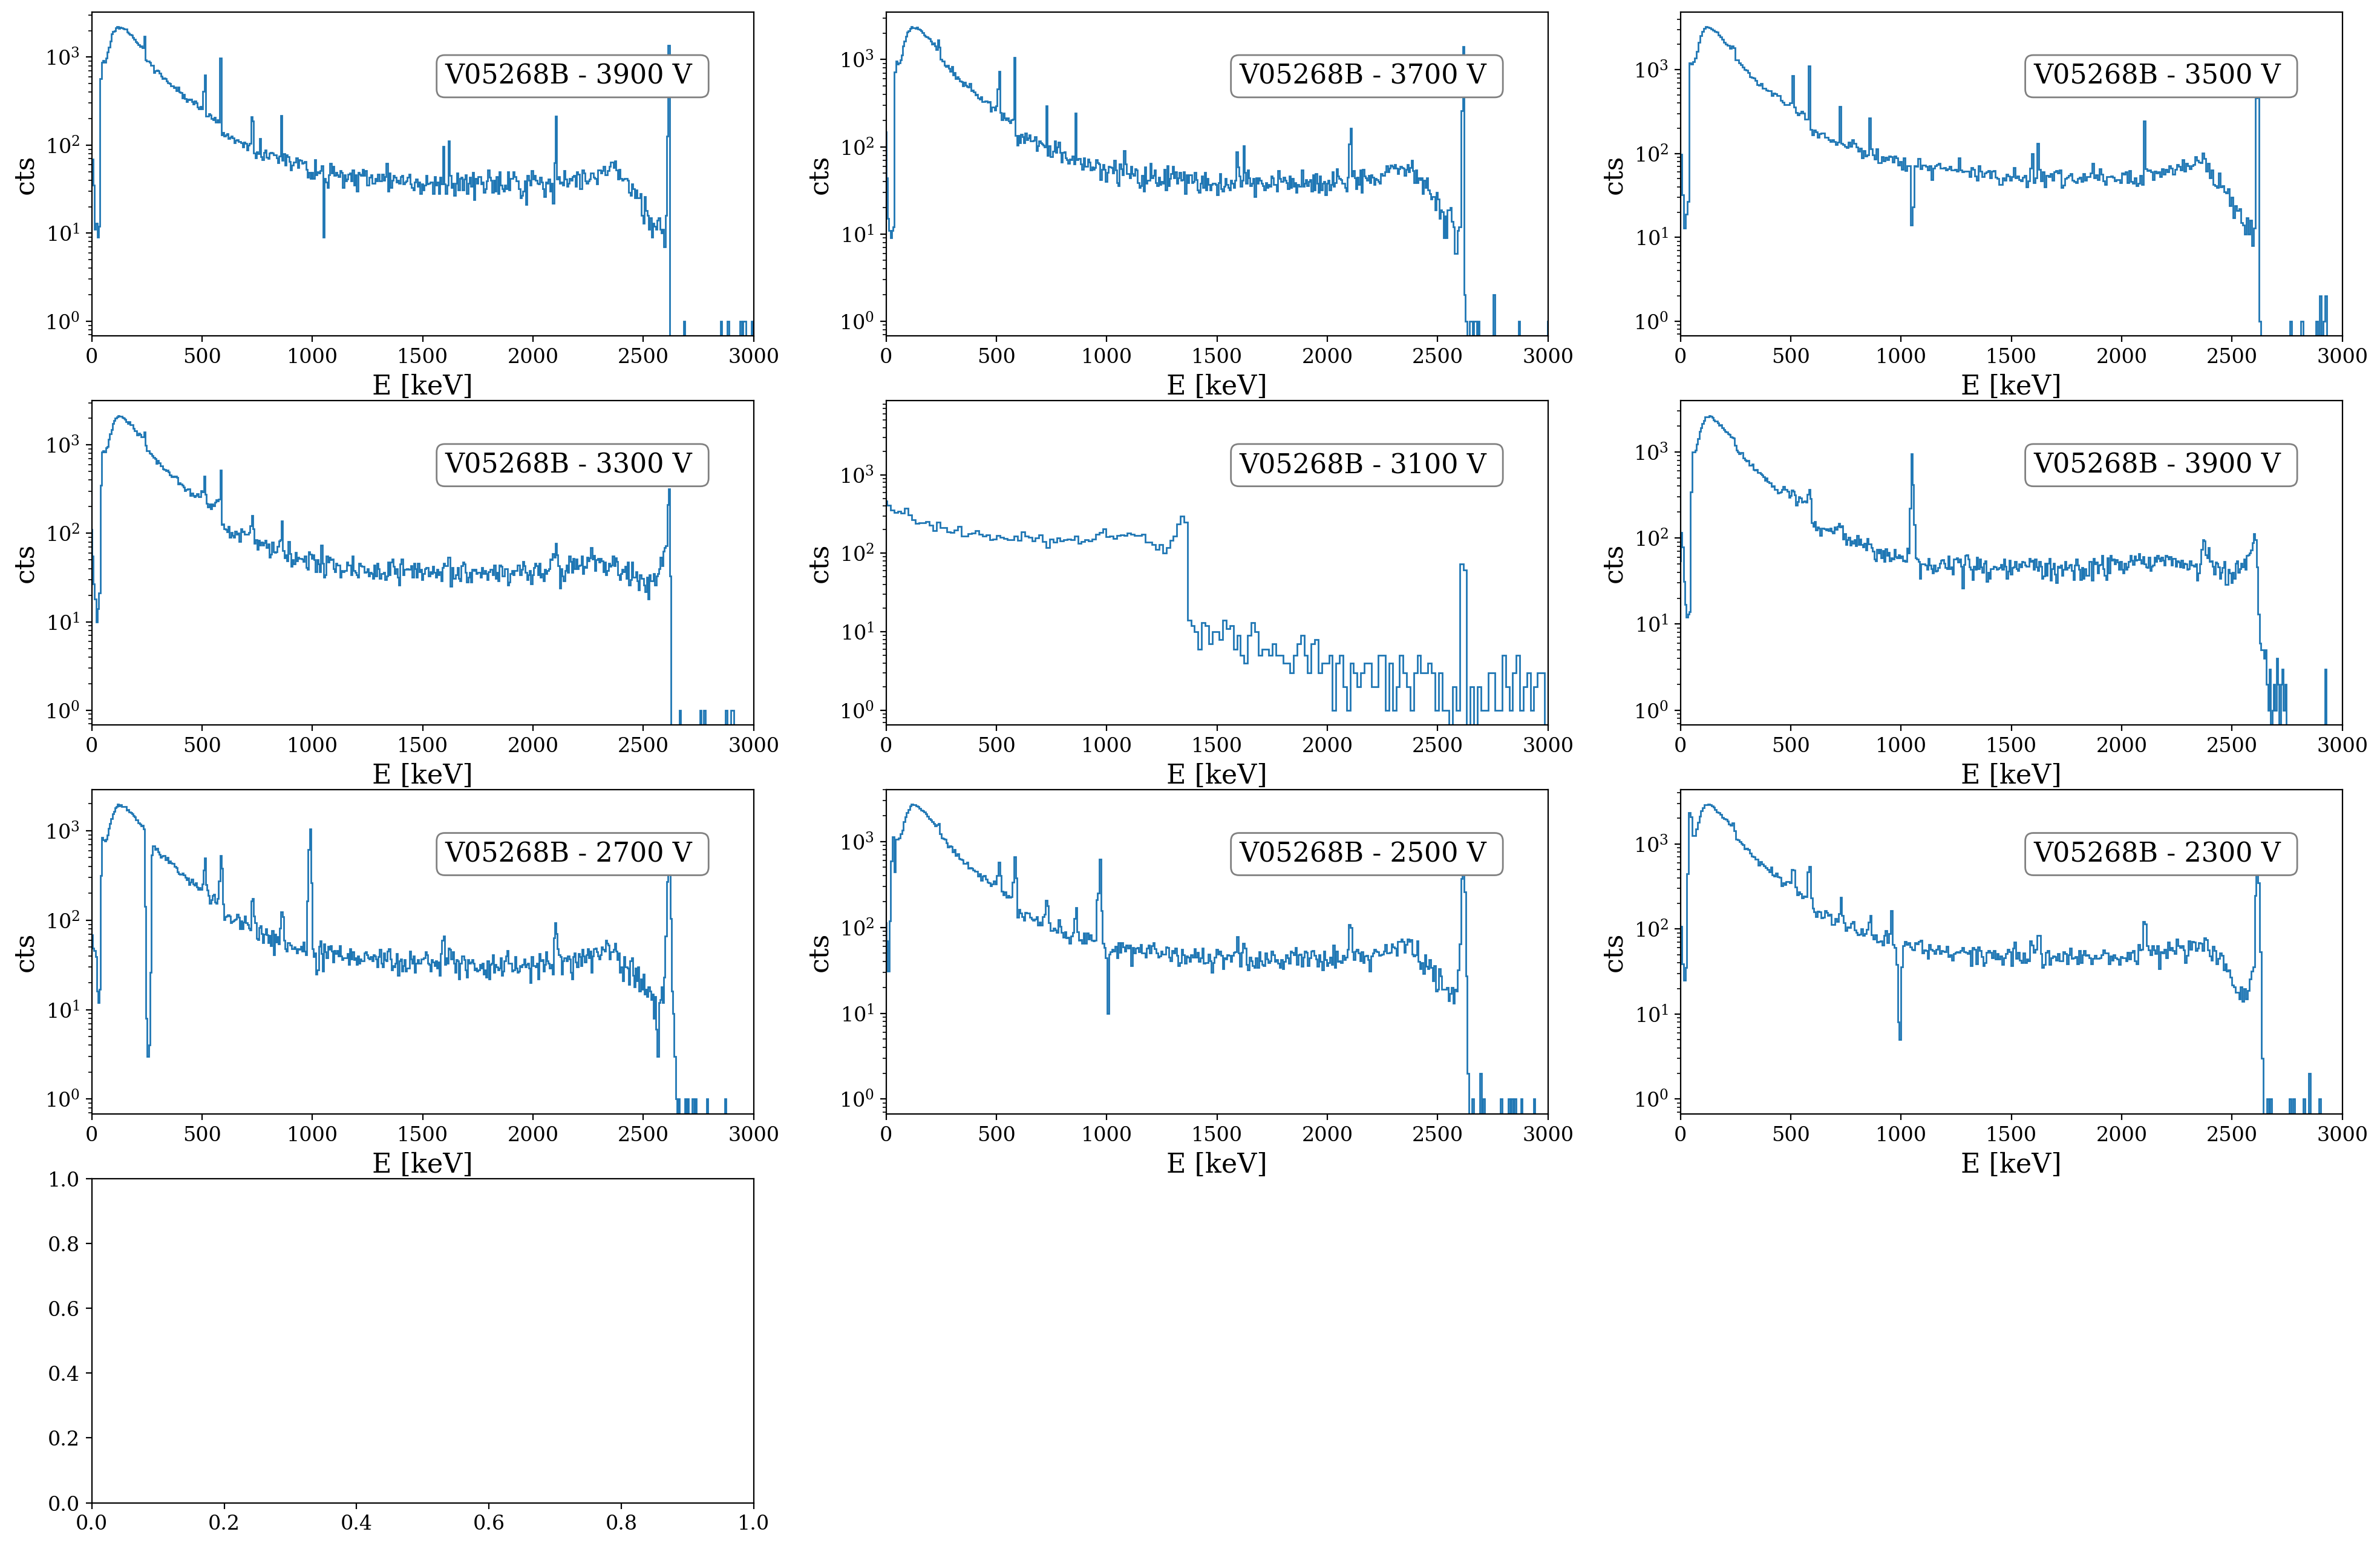 cts
10³
10²
10¹
10⁰
V05268B - 3900 V
0 500 1000 1500 2000 2500 3000
E [keV]
cts
10³
10²
10¹
10⁰
V05268B - 3700 V
0 500 1000 1500 2000 2500 3000
E [keV]
cts
10³
10²
10¹
10⁰
V05268B - 3500 V
0 500 1000 1500 2000 2500 3000
E [keV]
cts
10³
10²
10¹
10⁰
V05268B - 3300 V
0 500 1000 1500 2000 2500 3000
E [keV]
cts
10³
10²
10¹
10⁰
V05268B - 3100 V
0 500 1000 1500 2000 2500 3000
E [keV]
cts
10³
10²
10¹
10⁰
V05268B - 3900 V
0 500 1000 1500 2000 2500 3000
E [keV]
cts
10³
10²
10¹
10⁰
V05268B - 2700 V
0 500 1000 1500 2000 2500 3000
E [keV]
cts
10³
10²
10¹
10⁰
V05268B - 2500 V
0 500 1000 1500 2000 2500 3000
E [keV]
cts
10³
10²
10¹
10⁰
V05268B - 2300 V
0 500 1000 1500 2000 2500 3000
E [keV]
1.0
0.8
0.6
0.4
0.2
0.0
0.0 0.2 0.4 0.6 0.8 1.0